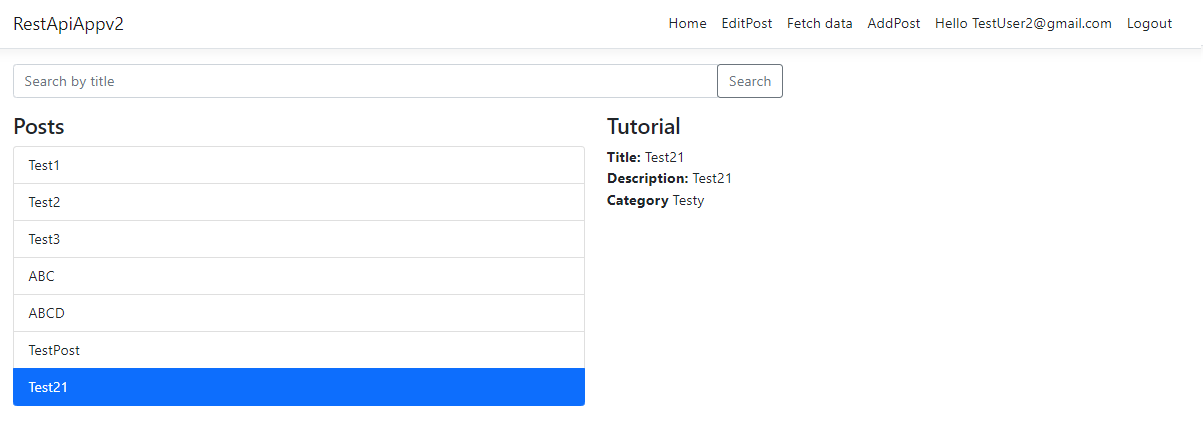 RestApiAppv2
Home EditPost Fetch data AddPost Hello TestUser2@gmail.com Logout
Search by title
Search
Posts
Test1
Test2
Test3
ABC
ABCD
TestPost
Test21
Tutorial
Title: Test21
Description: Test21
Category Testy